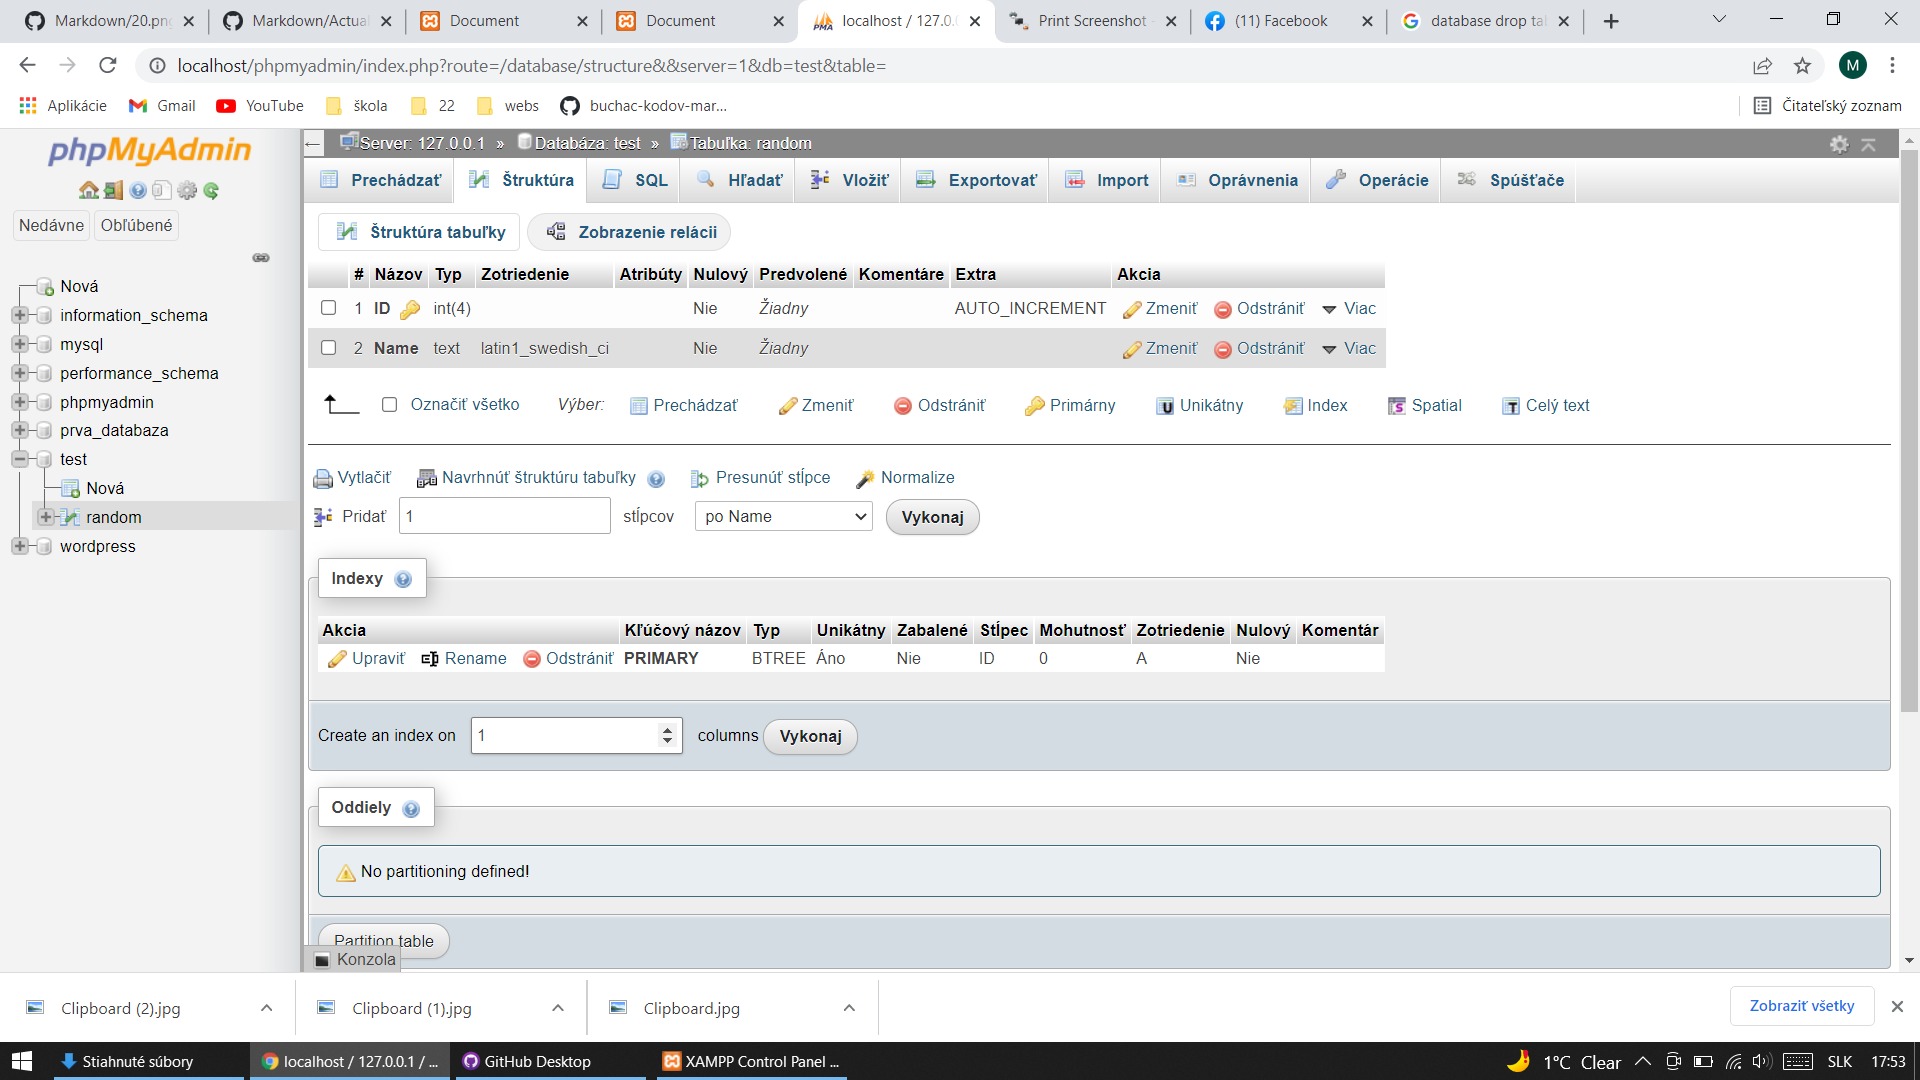 Markdown/20.pn
Markdown/Actual
Document
Document
localhost / 127.0.
Print Screenshot
(11) Facebook
database drop ta
localhost/phpmyadmin/index.php?route=/database/structure&&server=1&db=test&table=
M
Aplikácie
Gmail
YouTube
škola
22
webs
buchac-kodov-mar...
Čitateľský zoznam
phpMyAdmin
Nedávne
Obľúbené
Nová
information_schema
mysql
performance_schema
phpmyadmin
prva_databaza
test
Nová
random
wordpress
Server: 127.0.0.1 » Databáza: test » Tabuľka: random
Prechádzať
Štruktúra
SQL
Hľadať
Vložiť
Exportovať
Import
Oprávnenia
Operácie
Spúšťače
Štruktúra tabuľky
Zobrazenie relácii
# Názov Typ Zotriedenie Atribúty Nulový Predvolené Komentáre Extra Akcia
1 ID int(4) Nie Žiadny AUTO_INCREMENT Zmeniť Odstrániť Viac
2 Name text latin1_swedish_ci Nie Žiadny Zmeniť Odstrániť Viac
Označiť všetko Výber: Prechádzať Zmeniť Odstrániť Primárny Unikátny Index Spatial Celý text
Vytlačiť Navrhnúť štruktúru tabuľky Presunúť stĺpce Normalize
Pridať 1 stĺpcov po Name Vykonaj
Indexy
Akcia Kľúčový názov Typ Unikátny Zabalené Stĺpec Mohutnosť Zotriedenie Nulový Komentár
Upraviť Rename Odstrániť PRIMARY BTREE Áno Nie ID 0 A Nie
Create an index on 1 columns Vykonaj
Oddiely
No partitioning defined!
Partition table
Konzola
Clipboard (2).jpg
Clipboard (1).jpg
Clipboard.jpg
Zobraziť všetky
Stiahnuté súbory
localhost / 127.0.0.1 / ...
GitHub Desktop
XAMPP Control Panel ...
1°C Clear
SLK
17:53